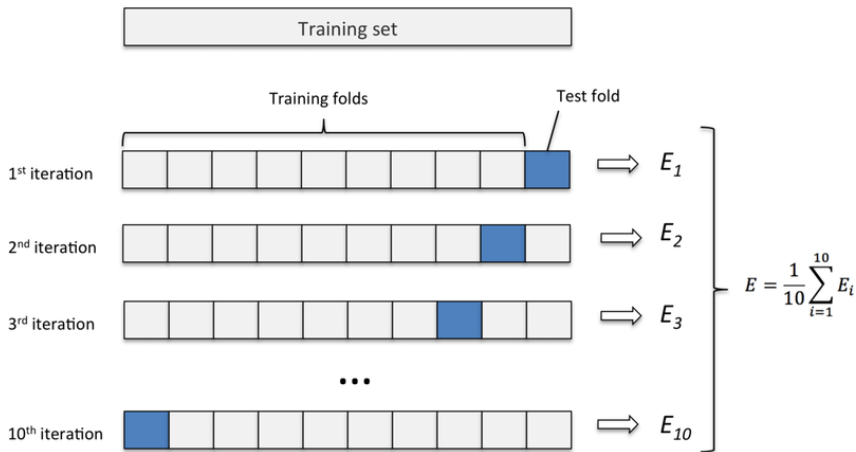 Training set
Training folds
Test fold
1st iteration
E1
2nd iteration
E2
3rd iteration
E3
...
10th iteration
E10
E = 1/10 ∑ i=1 10 Ei